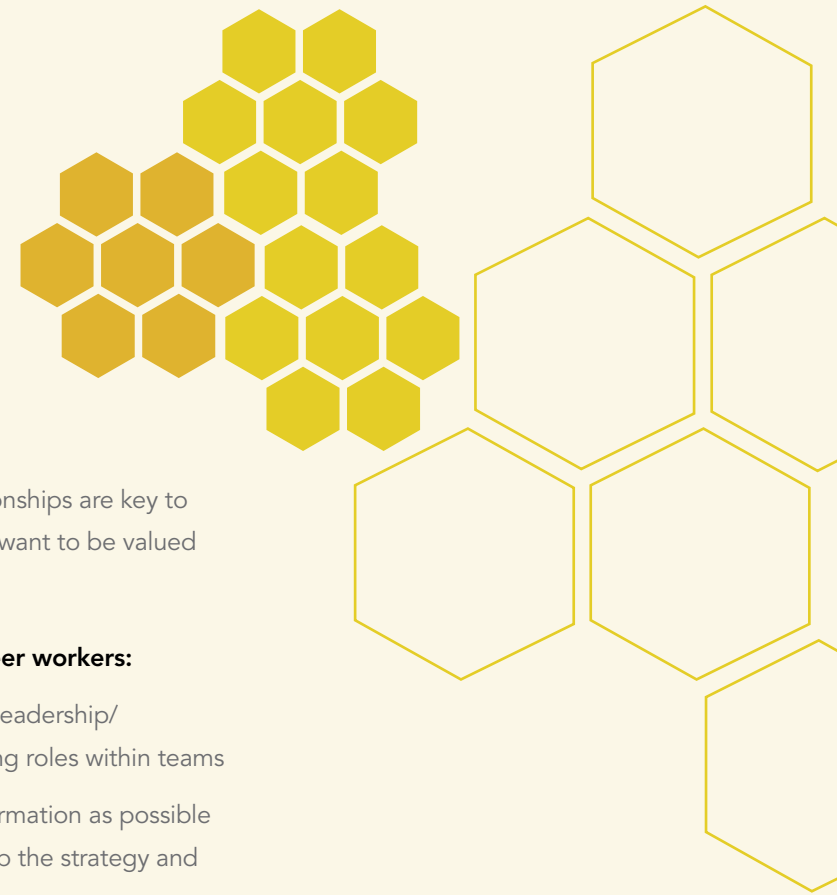 onships are key to
want to be valued
er workers:
eadership/
ng roles within teams
rmation as possible
o the strategy and